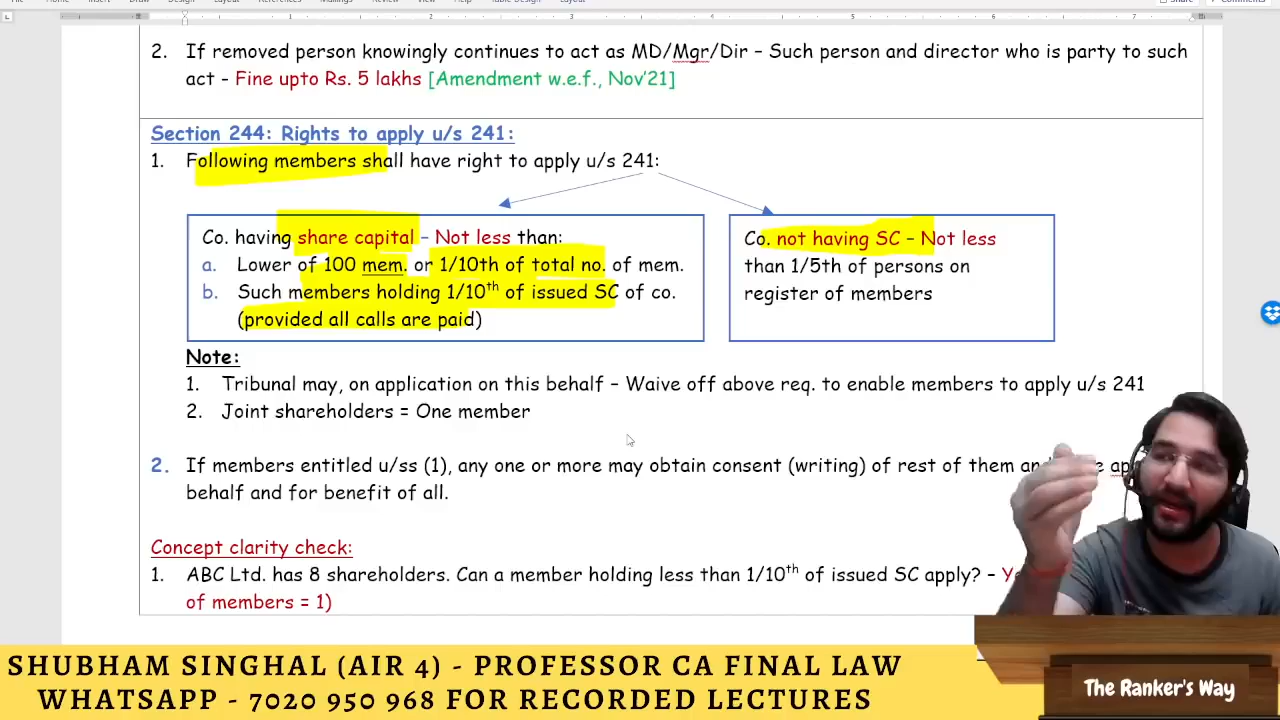 2. If removed person knowingly continues to act as MD/Mgr/Dir – Such person and director who is party to such
act – Fine upto Rs. 5 lakhs [Amendment w.e.f., Nov'21]
Section 244: Rights to apply u/s 241:
1. Following members shall have right to apply u/s 241:
Co. having share capital – Not less than:
a. Lower of 100 mem. or 1/10th of total no. of mem.
b. Such members holding 1/10th of issued SC of co.
(provided all calls are paid)
Co. not having SC – Not less
than 1/5th of persons on
register of members
Note:
1. Tribunal may, on application on this behalf – Waive off above req. to enable members to apply u/s 241
2. Joint shareholders = One member
2. If members entitled u/ss (1), any one or more may obtain consent (writing) of rest of them
behalf and for benefit of all.
Concept clarity check:
1. ABC Ltd. has 8 shareholders. Can a member holding less than 1/10th of issued SC apply? –
of members = 1)
SHUBHAM SINGHAL (AIR 4) - PROFESSOR CA FINAL LAW
WHATSAPP - 7020 950 968 FOR RECORDED LECTURES
The Ranker's Way